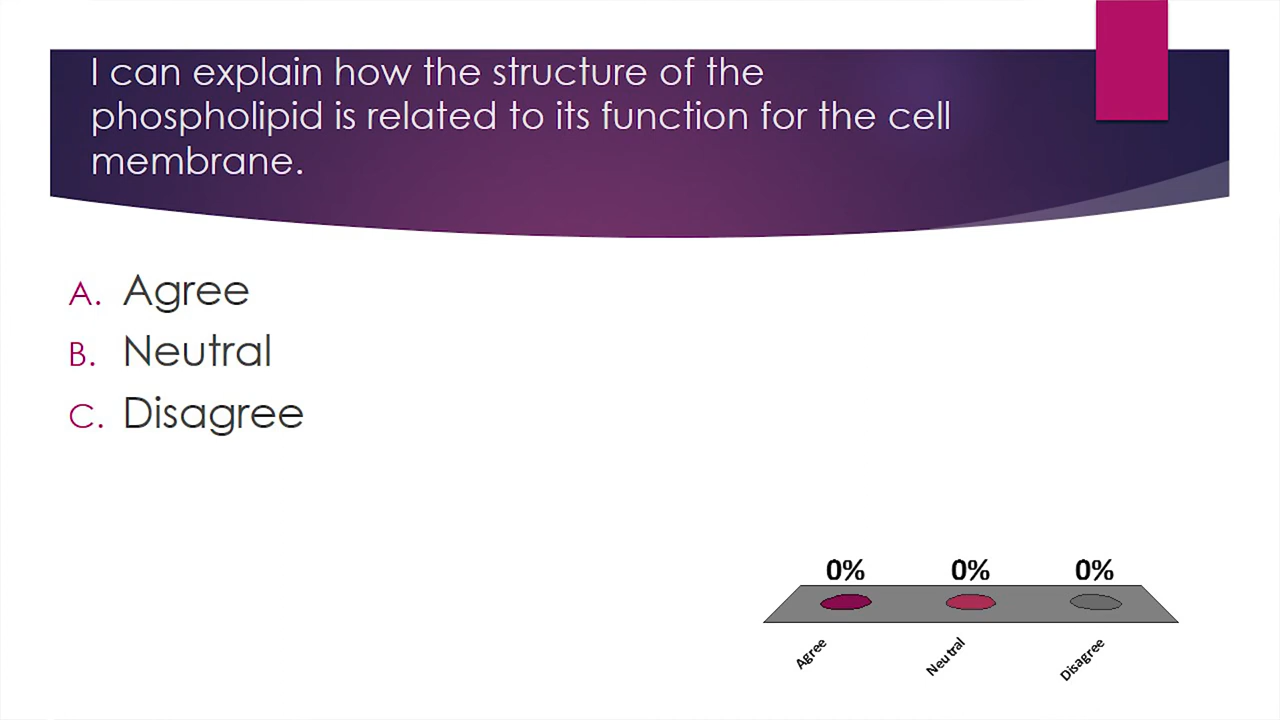 I can explain how the structure of the
phospholipid is related to its function for the cell
membrane.
A. Agree
B. Neutral
C. Disagree
0% 0% 0%
Agree Neutral Disagree